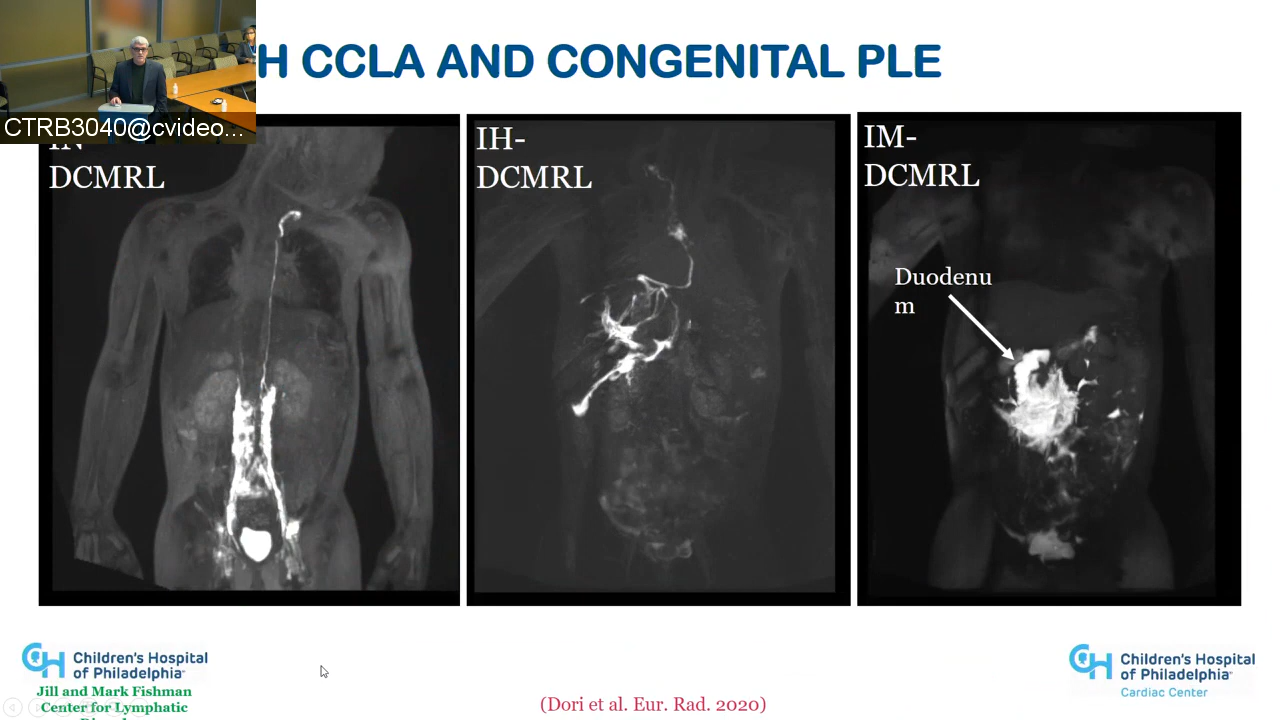 H CCLA AND CONGENITAL PLE
CTRB3040@cvideo...
DCMRL
IH-
DCMRL
IM-
DCMRL
Duodenu
m
Children's Hospital
of Philadelphia
Jill and Mark Fishman
Center for Lymphatic
(Dori et al. Eur. Rad. 2020)
Children's Hospital
of Philadelphia
Cardiac Center